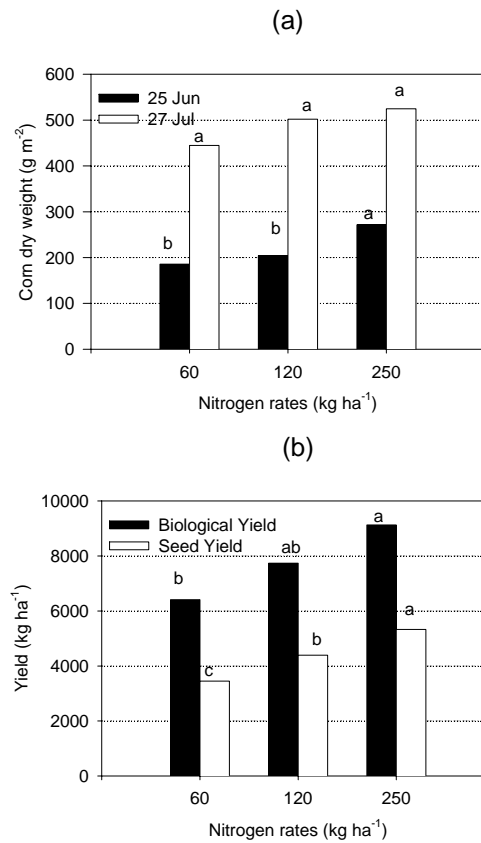 (a)
600
500
400
300
200
100
0
25 Jun
27 Jul
a
a
a
b
b
a
Corn dry weight (g m⁻²)
60 120 250
Nitrogen rates (kg ha⁻¹)
(b)
10000
8000
6000
4000
2000
0
Biological Yield
Seed Yield
a
ab
b
a
b
c
Yield (kg ha⁻¹)
60 120 250
Nitrogen rates (kg ha⁻¹)